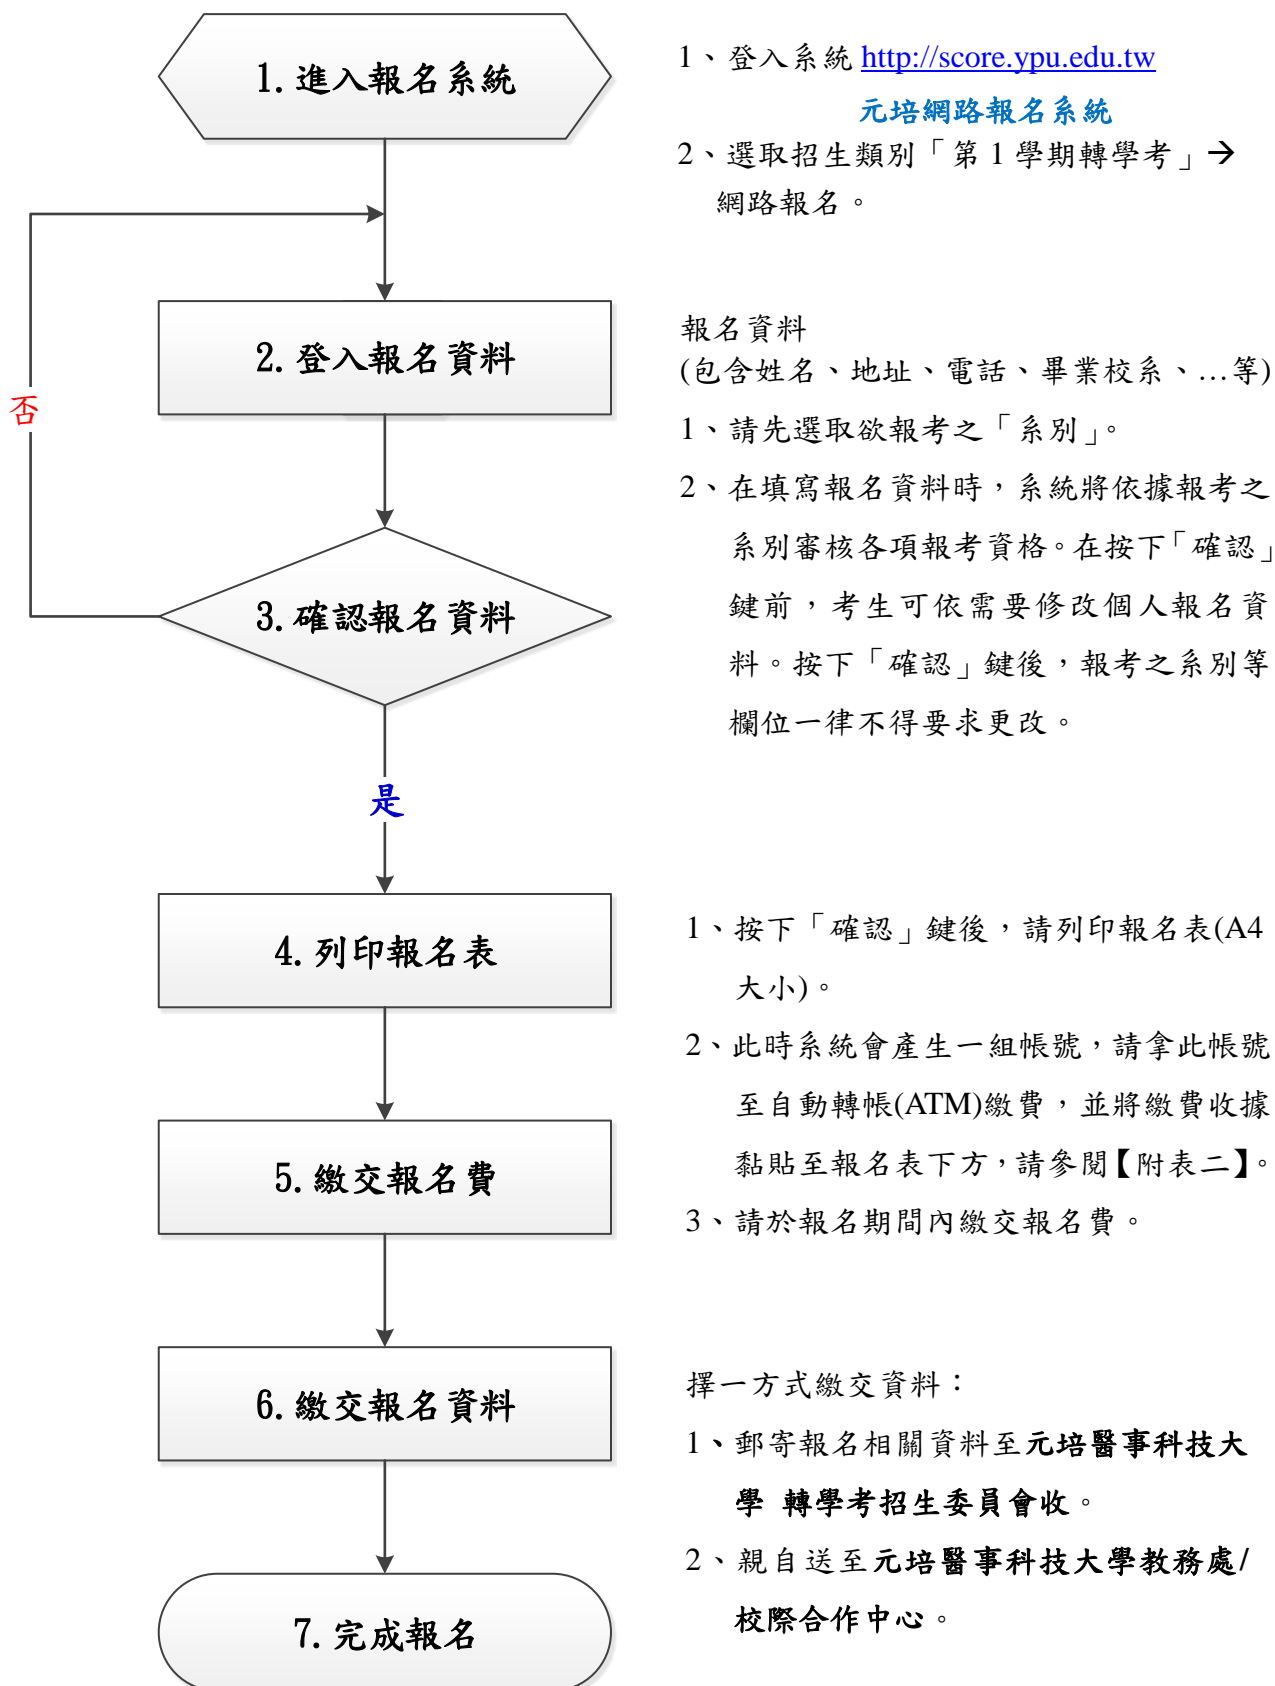 1.進入報名系統
1、登入系統 http://score.ypu.edu.tw
元培網路報名系統
2、選取招生類別「第 1 學期轉學考」→
網路報名。
2.登入報名資料
報名資料
(包含姓名、地址、電話、畢業校系、…等)
1、請先選取欲報考之「系別」。
2、在填寫報名資料時，系統將依據報考之
系別審核各項報考資格。在按下「確認」
鍵前，考生可依需要修改個人報名資
料。按下「確認」鍵後，報考之系別等
欄位一律不得要求更改。
否
3.確認報名資料
是
4.列印報名表
1、按下「確認」鍵後，請列印報名表(A4
大小)。
2、此時系統會產生一組帳號，請拿此帳號
至自動轉帳(ATM)繳費，並將繳費收據
黏貼至報名表下方，請參閱【附表二】。
3、請於報名期間內繳交報名費。
5.繳交報名費
6.繳交報名資料
擇一方式繳交資料：
1、郵寄報名相關資料至元培醫事科技大
學 轉學考招生委員會收。
2、親自送至元培醫事科技大學教務處/
校際合作中心。
7.完成報名